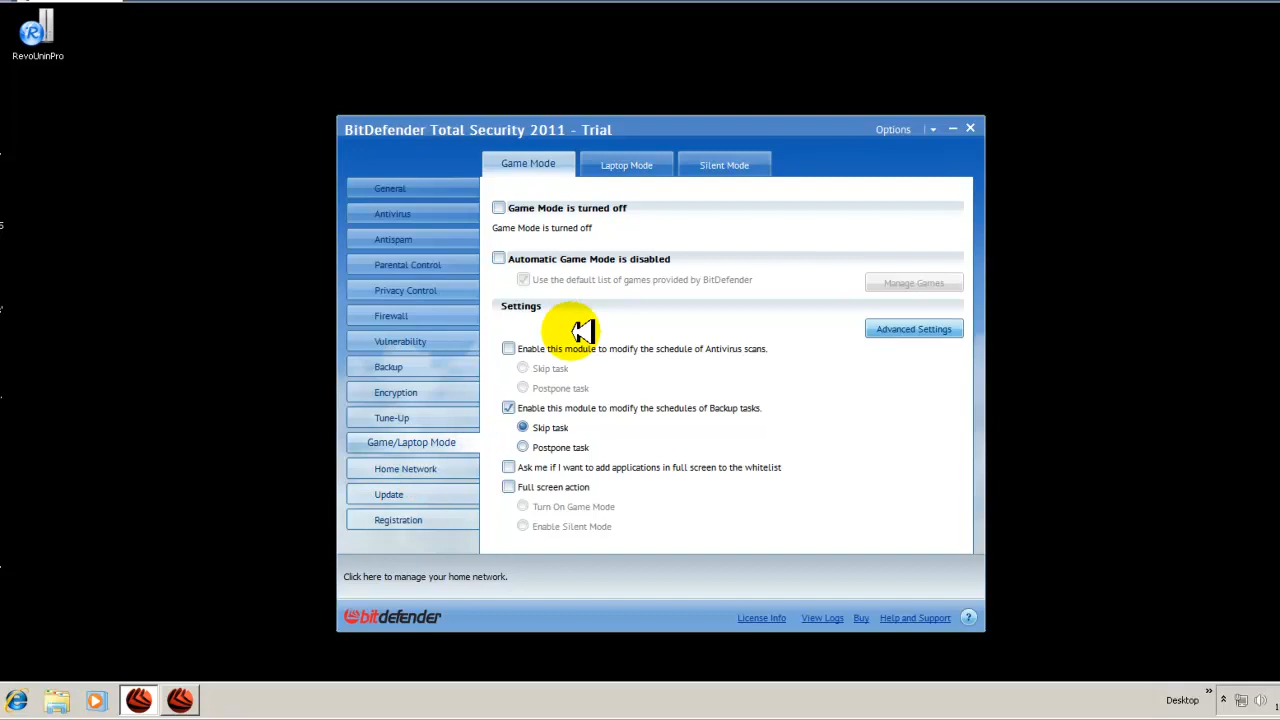 RevoUninPro
BitDefender Total Security 2011 - Trial
Options
Game Mode
Laptop Mode
Silent Mode
General
Antivirus
Antispam
Parental Control
Privacy Control
Firewall
Vulnerability
Backup
Encryption
Tune-Up
Game/Laptop Mode
Home Network
Update
Registration
Game Mode is turned off
Game Mode is turned off
Automatic Game Mode is disabled
Use the default list of games provided by BitDefender
Manage Games
Settings
Advanced Settings
Enable this module to modify the schedule of Antivirus scans.
Skip task
Postpone task
Enable this module to modify the schedules of Backup tasks.
Skip task
Postpone task
Ask me if I want to add applications in full screen to the whitelist
Full screen action
Turn On Game Mode
Enable Silent Mode
Click here to manage your home network.
bitdefender
License Info
View Logs
Buy
Help and Support
?
Desktop